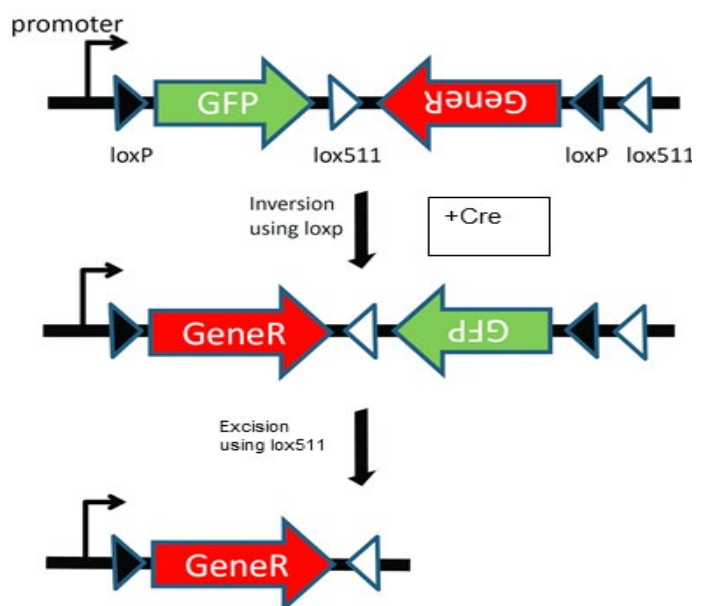 promoter
GFP
GeneR
loxP
lox511
loxP
lox511
Inversion
using loxp
+Cre
GeneR
GFP
Excision
using lox511
GeneR